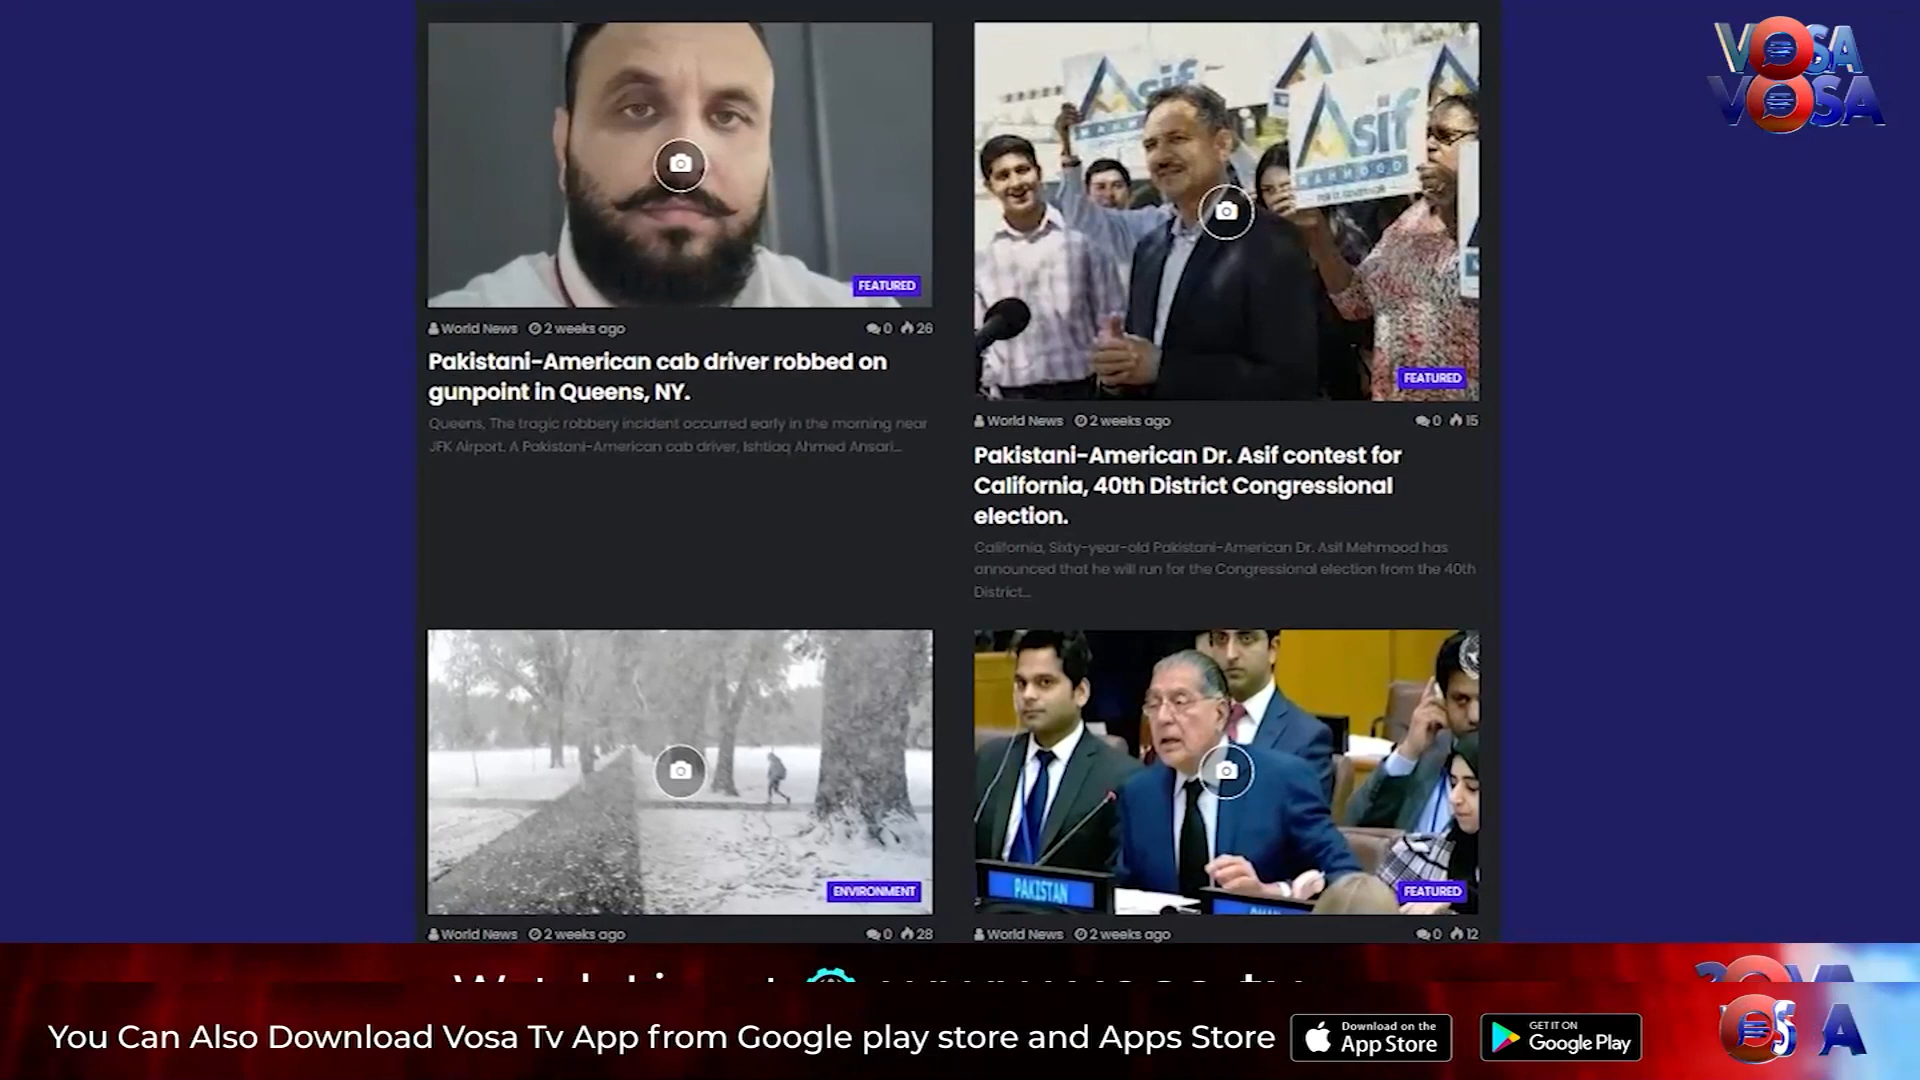 VOSA
VOSA
Asif
MAHMOOD
Asif
MAHMOOD
FEATURED
FEATURED
World News 2 weeks ago 0 26
Pakistani-American cab driver robbed on
gunpoint in Queens, NY.
Queens, The tragic robbery incident occurred early in the morning near
JFK Airport. A Pakistani-American cab driver, Ishtiaq Ahmed Ansari...
World News 2 weeks ago 0 15
Pakistani-American Dr. Asif contest for
California, 40th District Congressional
election.
California, Sixty-year-old Pakistani-American Dr. Asif Mehmood has
announced that he will run for the Congressional election from the 40th
District...
PAKISTAN
ENVIRONMENT
FEATURED
World News 2 weeks ago 0 28
World News 2 weeks ago 0 12
You Can Also Download Vosa Tv App from Google play store and Apps Store
Download on the
App Store
GET IT ON
Google Play